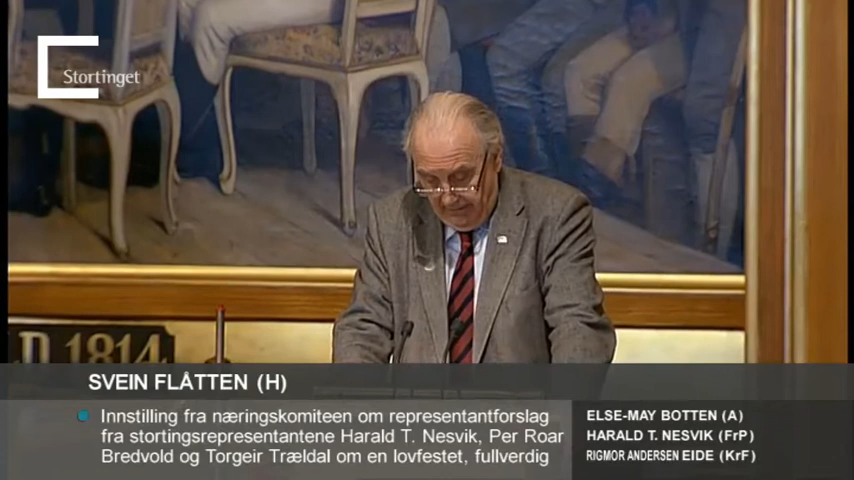 Stortinget
D. 1814
SVEIN FLÅTTEN (H)
Innstilling fra næringskomiteen om representantforslag
fra stortingsrepresentantene Harald T. Nesvik, Per Roar
Bredvold og Torgeir Trældal om en lovfestet, fullverdig
ELSE-MAY BOTTEN (A)
HARALD T. NESVIK (FrP)
RIGMOR ANDERSEN EIDE (KrF)